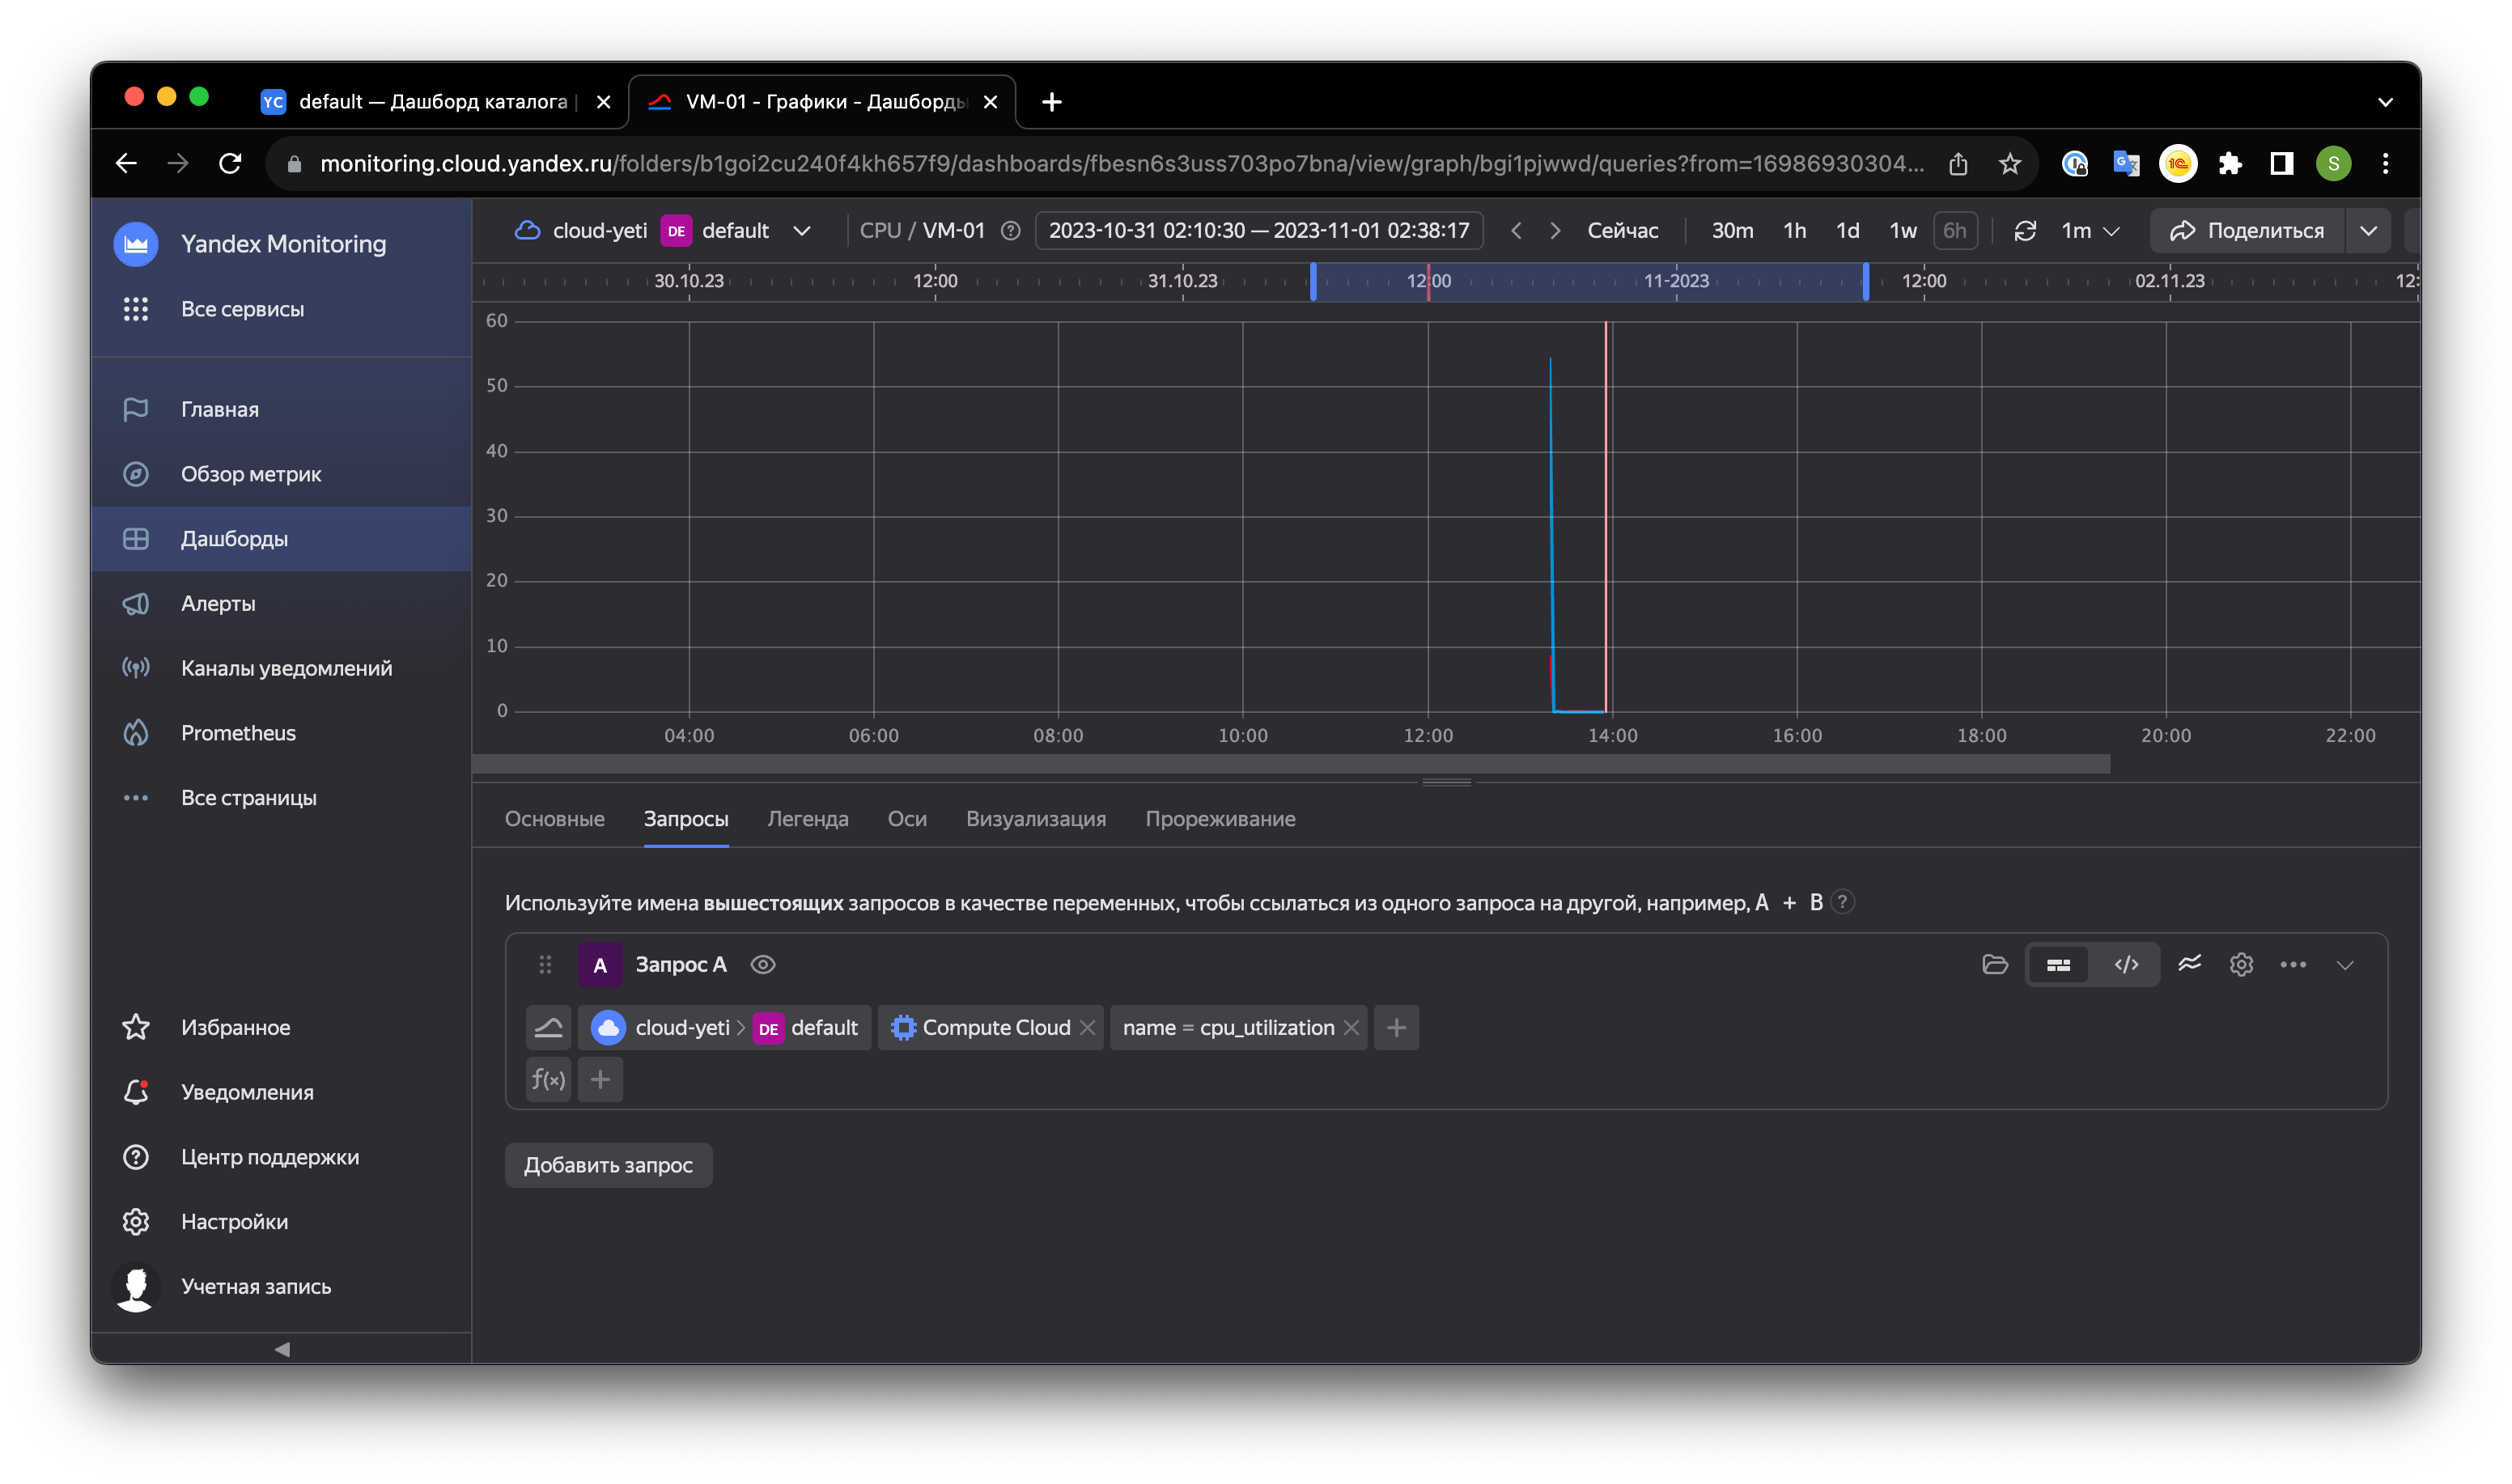 YC default — Дашборд каталога
VM-01 - Графики - Дашборды
monitoring.cloud.yandex.ru/folders/b1goi2cu240f4kh657f9/dashboards/fbesn6s3uss703po7bna/view/graph/bgi1pjwwd/queries?from=16986930304...
S
Yandex Monitoring
Все сервисы
Главная
Обзор метрик
Дашборды
Алерты
Каналы уведомлений
Prometheus
Все страницы
Избранное
Уведомления
Центр поддержки
Настройки
Учетная запись
cloud-yeti DE default CPU / VM-01 2023-10-31 02:10:30 — 2023-11-01 02:38:17 Сейчас 30m 1h 1d 1w 6h 1m Поделиться
30.10.23 12:00 31.10.23 12:00 11-2023 12:00 02.11.23 12:
60
50
40
30
20
10
0
04:00 06:00 08:00 10:00 12:00 14:00 16:00 18:00 20:00 22:00
Основные Запросы Легенда Оси Визуализация Прореживание
Используйте имена вышестоящих запросов в качестве переменных, чтобы ссылаться из одного запроса на другой, например, A + B
A Запрос A </>
cloud-yeti > DE default Compute Cloud name = cpu_utilization +
f(x) +
Добавить запрос